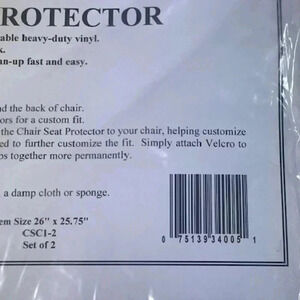 ROTECTOR
able heavy-duty vinyl.
k.
an-up fast and easy.
nd the back of chair.
ors for a custom fit.
the Chair Seat Protector to your chair, helping customize
ed to further customize the fit. Simply attach Velcro to
ps together more permanently.
a damp cloth or sponge.
em Size 26" x 25.75"
CSC1-2
Set of 2
0 75139 34005 1